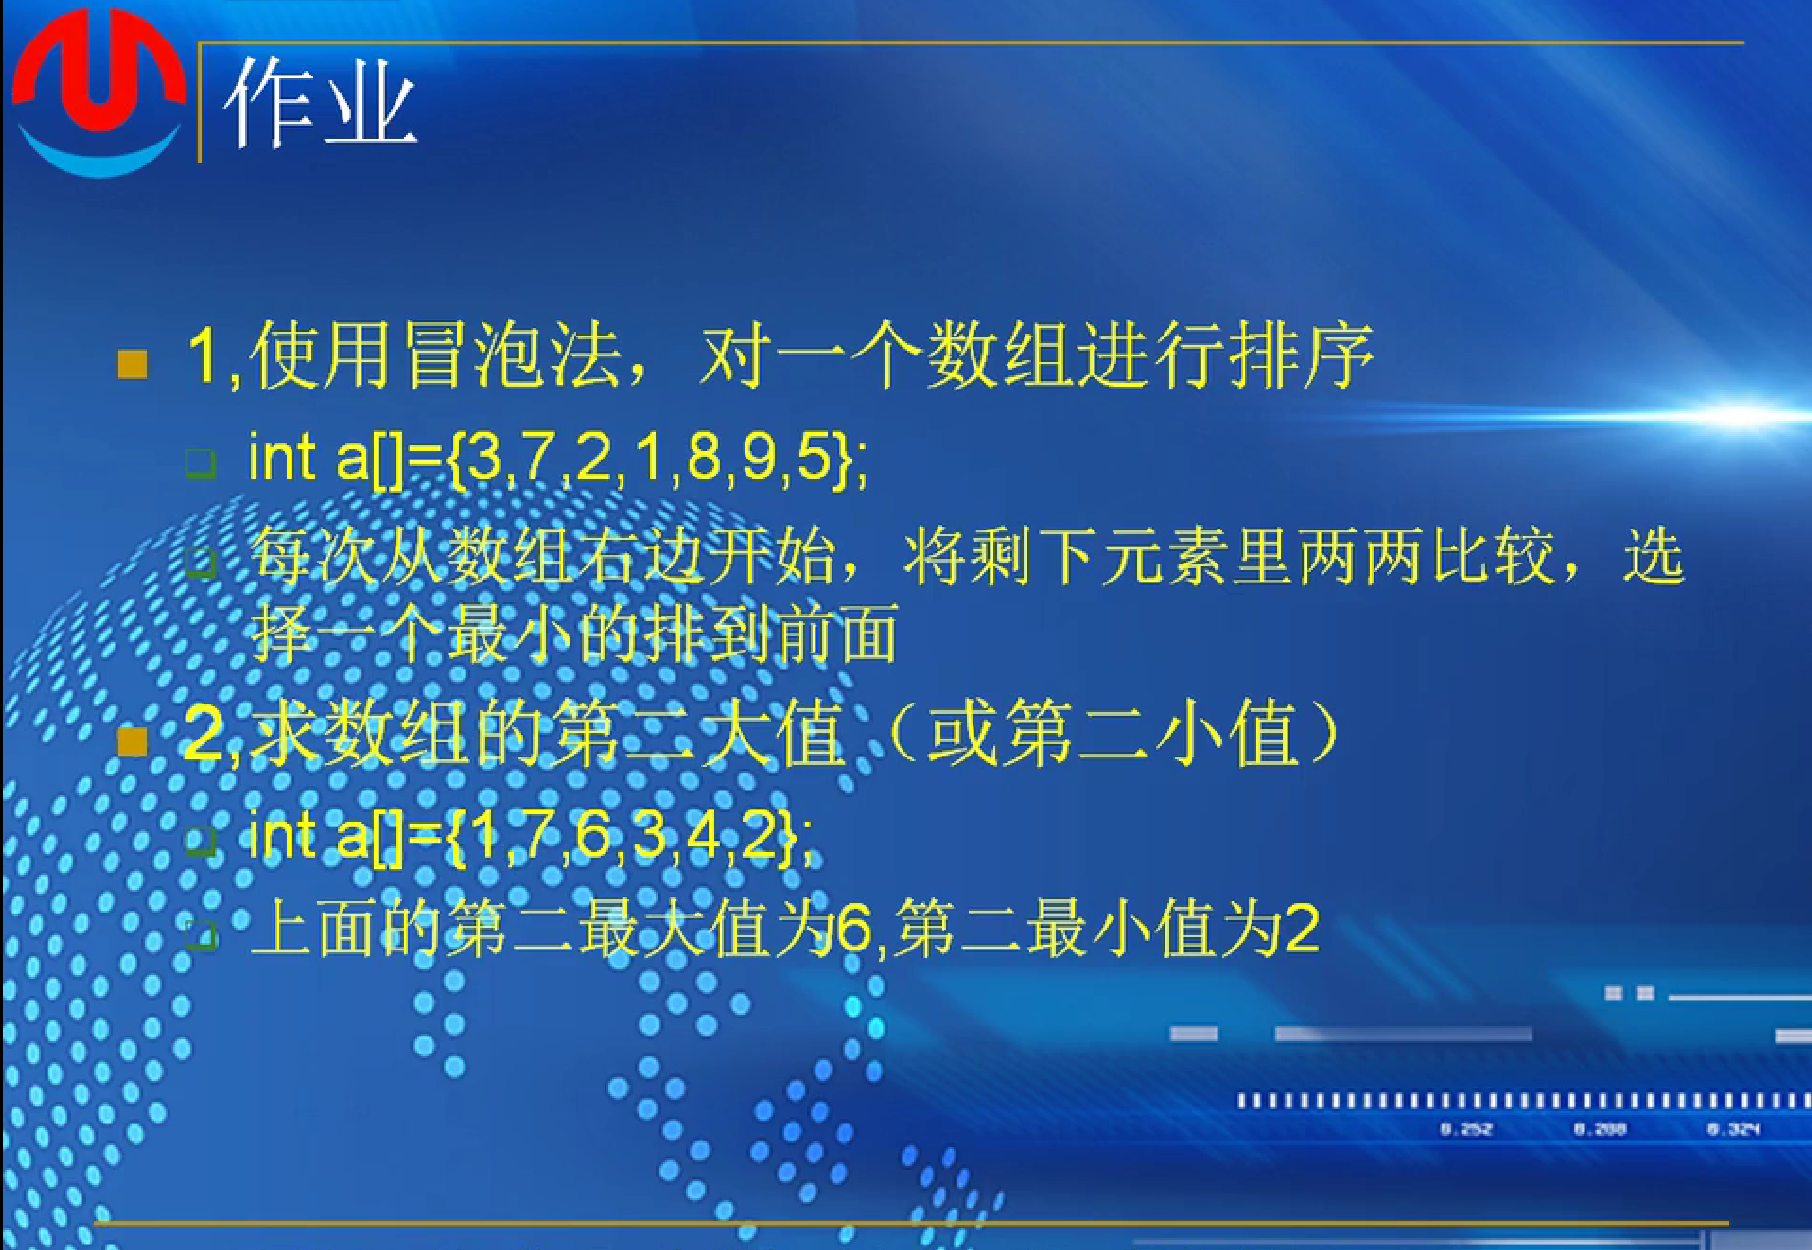 作业
1,使用冒泡法，对一个数组进行排序
int a[]={3,7,2,1,8,9,5};
每次从数组右边开始，将剩下元素里两两比较，选
择一个最小的排到前面
2,求数组的第二大值（或第二小值）
int a[]={1,7,6,3,4,2};
上面的第二最大值为6,第二最小值为2
0.252 0.288 0.324